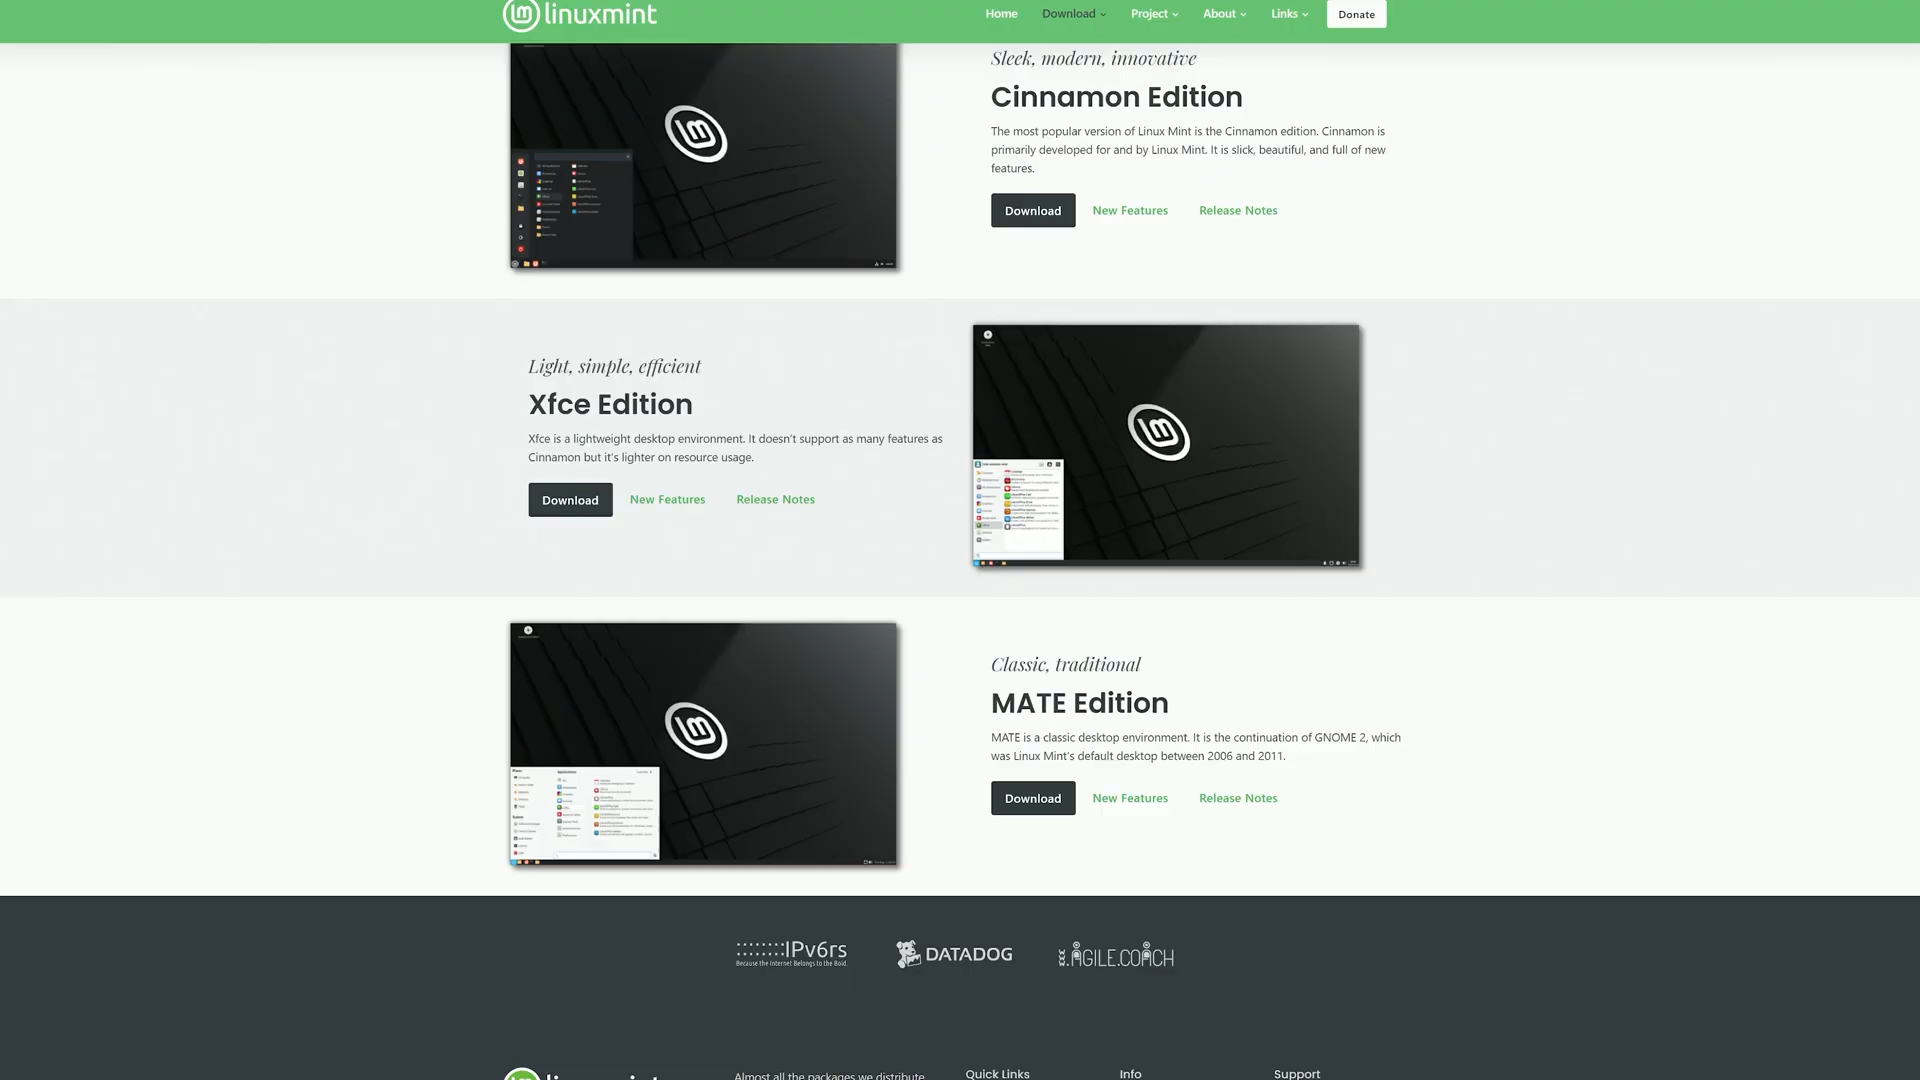 linuxmint
Home
Download
Project
About
Links
Donate
Sleek, modern, innovative
Cinnamon Edition
The most popular version of Linux Mint is the Cinnamon edition. Cinnamon is
primarily developed for and by Linux Mint. It is slick, beautiful, and full of new
features.
Download
New Features
Release Notes
Light, simple, efficient
Xfce Edition
Xfce is a lightweight desktop environment. It doesn't support as many features as
Cinnamon but it's lighter on resource usage.
Download
New Features
Release Notes
Classic, traditional
MATE Edition
MATE is a classic desktop environment. It is the continuation of GNOME 2, which
was Linux Mint's default desktop between 2006 and 2011.
Download
New Features
Release Notes
IPv6rs
Because the Internet Belongs to the Bold.
DATADOG
AGILE.COACH
linuxmint
Almost all the packages we distribute
Quick Links
Info
Support